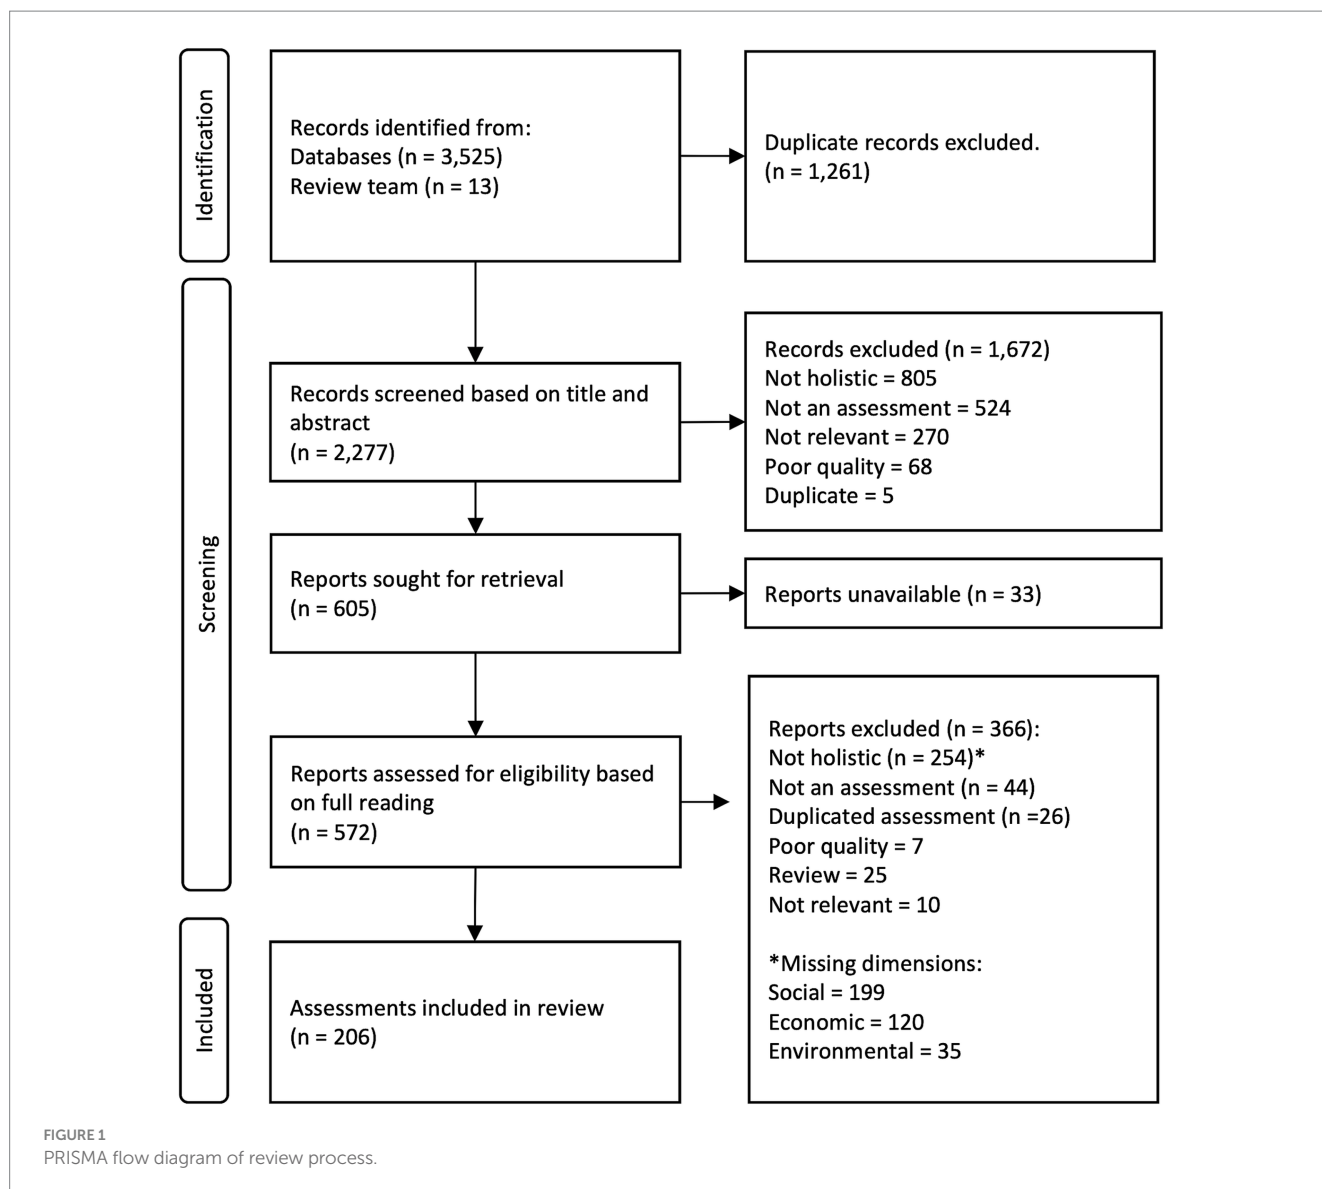 Identification
Records identified from:
Databases (n = 3,525)
Review team (n = 13)
Duplicate records excluded.
(n = 1,261)
Screening
Records screened based on title and
abstract
(n = 2,277)
Records excluded (n = 1,672)
Not holistic = 805
Not an assessment = 524
Not relevant = 270
Poor quality = 68
Duplicate = 5
Reports sought for retrieval
(n = 605)
Reports unavailable (n = 33)
Reports assessed for eligibility based
on full reading
(n = 572)
Reports excluded (n = 366):
Not holistic (n = 254)*
Not an assessment (n = 44)
Duplicated assessment (n =26)
Poor quality = 7
Review = 25
Not relevant = 10
*Missing dimensions:
Social = 199
Economic = 120
Environmental = 35
Included
Assessments included in review
(n = 206)
FIGURE 1
PRISMA flow diagram of review process.